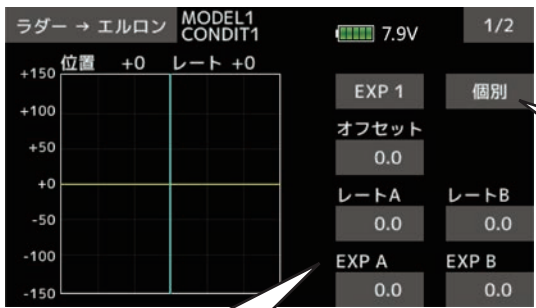 ラダー → エルロン
MODEL1
CONDIT1
7.9V
1/2
位置 +0 レート +0
+150
+100
+50
+0
-50
-100
-150
EXP 1
個別
オフセット
0.0
レートA
レートB
0.0
0.0
EXP A
EXP B
0.0
0.0